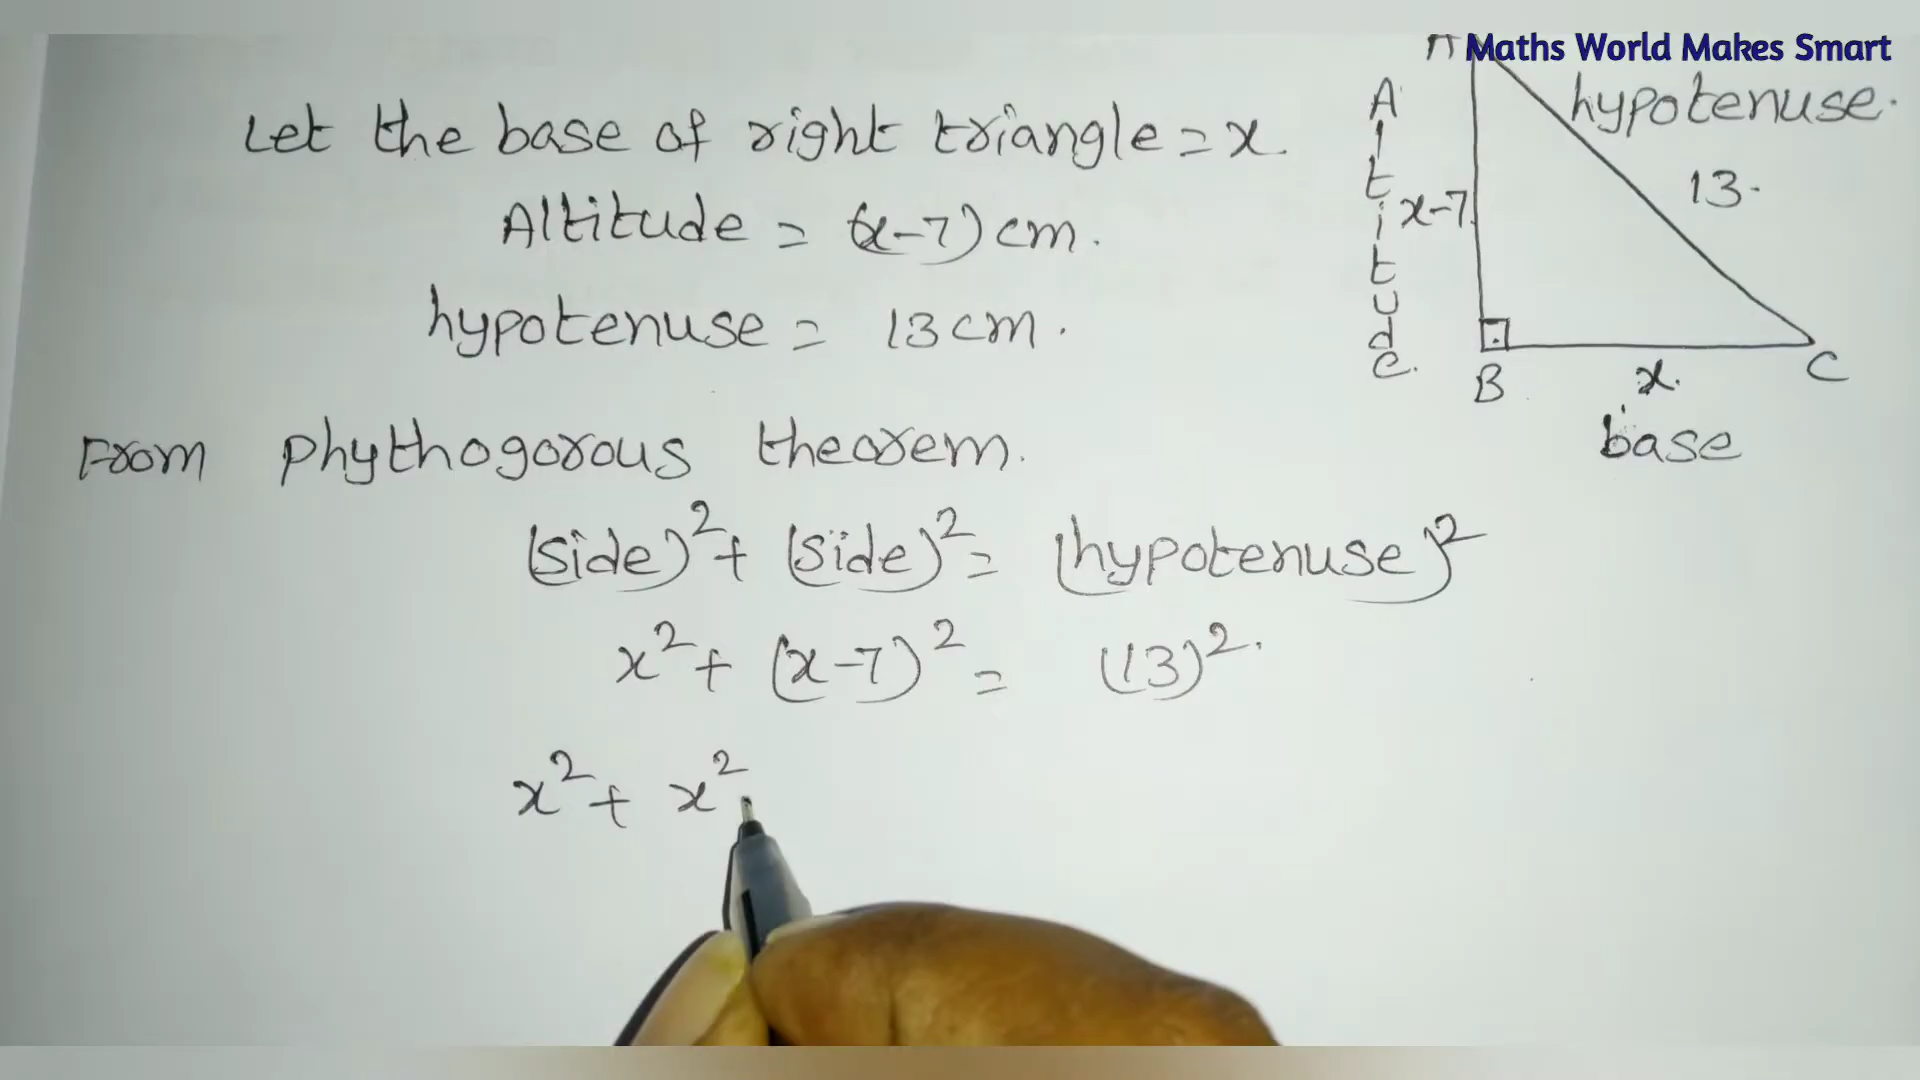 Maths World Makes Smart
Let the base of right triangle = x.
Altitude = (x-7) cm.
hypotenuse = 13 cm.
Altitude
x-7
hypotenuse.
13.
B
x.
C
base
From phythogorous theorem.
(side)² + (side)² = (hypotenuse)²
x² + (x-7)² = (13)².
x² + x²